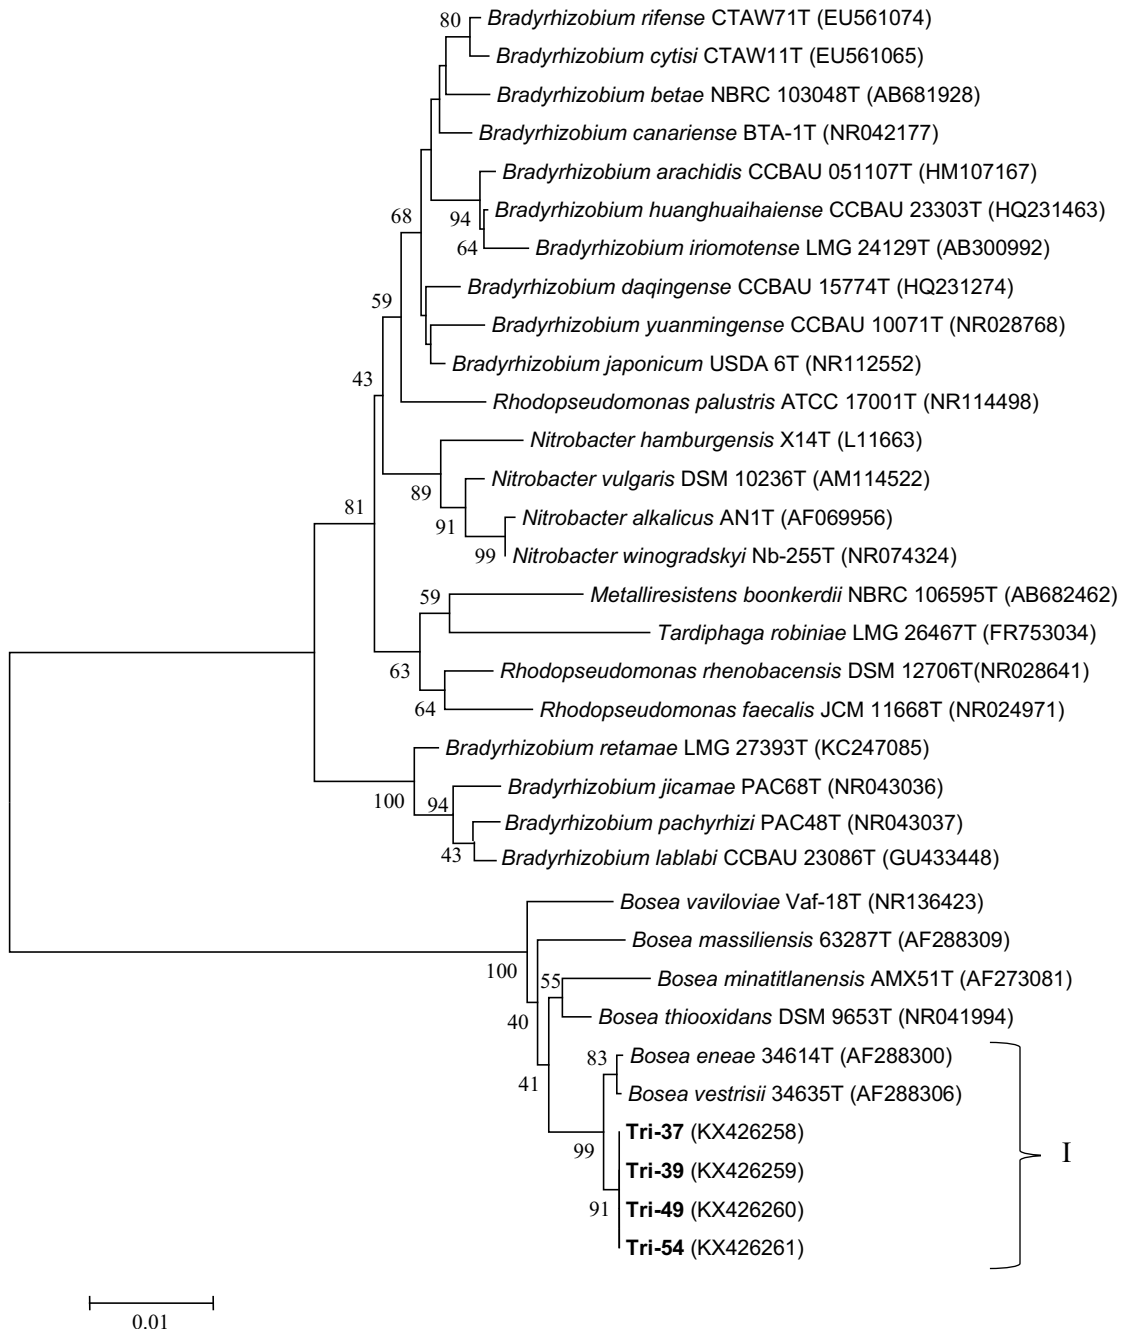 80
Bradyrhizobium rifense CTAW71T (EU561074)
Bradyrhizobium cytisi CTAW11T (EU561065)
Bradyrhizobium betae NBRC 103048T (AB681928)
Bradyrhizobium canariense BTA-1T (NR042177)
Bradyrhizobium arachidis CCBAU 051107T (HM107167)
94
Bradyrhizobium huanghuaihaiense CCBAU 23303T (HQ231463)
68
64
Bradyrhizobium iriomotense LMG 24129T (AB300992)
Bradyrhizobium daqingense CCBAU 15774T (HQ231274)
59
Bradyrhizobium yuanmingense CCBAU 10071T (NR028768)
Bradyrhizobium japonicum USDA 6T (NR112552)
43
Rhodopseudomonas palustris ATCC 17001T (NR114498)
Nitrobacter hamburgensis X14T (L11663)
89
Nitrobacter vulgaris DSM 10236T (AM114522)
81
91
Nitrobacter alkalicus AN1T (AF069956)
99
Nitrobacter winogradskyi Nb-255T (NR074324)
59
Metalliresistens boonkerdii NBRC 106595T (AB682462)
Tardiphaga robiniae LMG 26467T (FR753034)
63
Rhodopseudomonas rhenobacensis DSM 12706T(NR028641)
64
Rhodopseudomonas faecalis JCM 11668T (NR024971)
Bradyrhizobium retamae LMG 27393T (KC247085)
100
94
Bradyrhizobium jicamae PAC68T (NR043036)
Bradyrhizobium pachyrhizi PAC48T (NR043037)
43
Bradyrhizobium lablabi CCBAU 23086T (GU433448)
Bosea vaviloviae Vaf-18T (NR136423)
Bosea massiliensis 63287T (AF288309)
100
55
Bosea minatitlanensis AMX51T (AF273081)
40
Bosea thiooxidans DSM 9653T (NR041994)
83
Bosea eneae 34614T (AF288300)
41
Bosea vestrisii 34635T (AF288306)
Tri-37 (KX426258)
99
I
Tri-39 (KX426259)
91
Tri-49 (KX426260)
Tri-54 (KX426261)
0.01